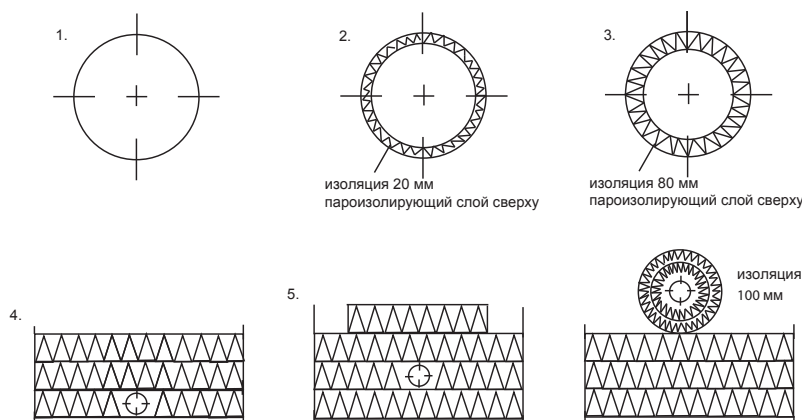 1.
2.
3.
изоляция 20 мм
пароизолирующий слой сверху
изоляция 80 мм
пароизолирующий слой сверху
4.
5.
изоляция
100 мм